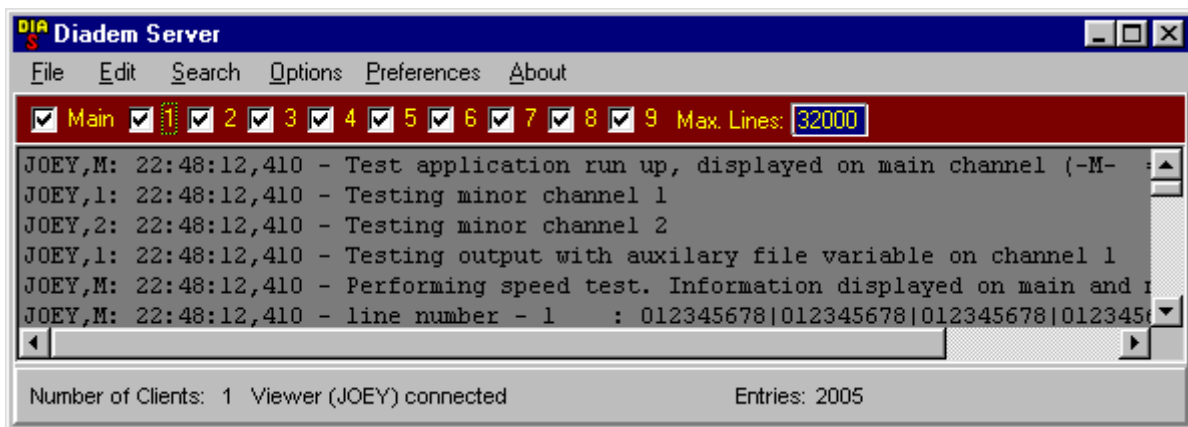 DIA S Diadem Server
File Edit Search Options Preferences About
Main 1 2 3 4 5 6 7 8 9 Max. Lines: 32000
JOEY,M: 22:48:12,410 - Test application run up, displayed on main channel (-M-
JOEY,1: 22:48:12,410 - Testing minor channel 1
JOEY,2: 22:48:12,410 - Testing minor channel 2
JOEY,1: 22:48:12,410 - Testing output with auxilary file variable on channel 1
JOEY,M: 22:48:12,410 - Performing speed test. Information displayed on main and
JOEY,M: 22:48:12,410 - line number - 1 : 012345678|012345678|012345678|012345
Number of Clients: 1 Viewer (JOEY) connected Entries: 2005